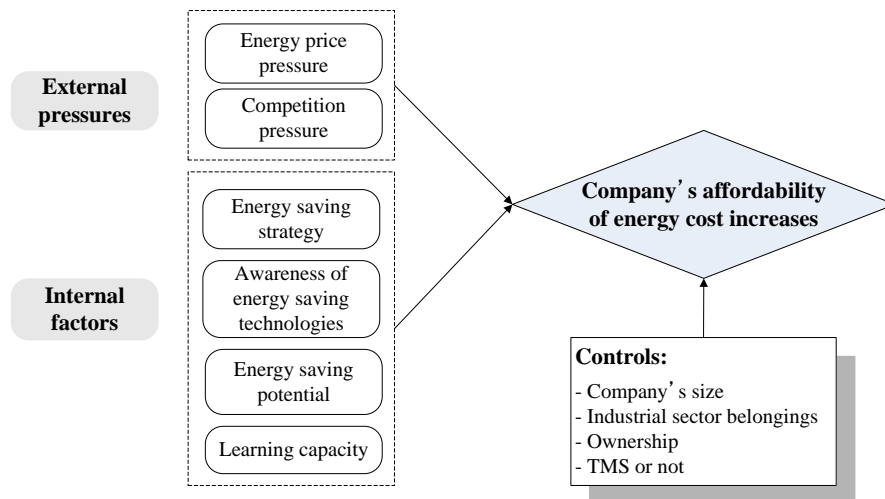 External
pressures
Energy price
pressure
Competition
pressure
Internal
factors
Energy saving
strategy
Awareness of
energy saving
technologies
Energy saving
potential
Learning capacity
Company’s affordability
of energy cost increases
Controls:
- Company’s size
- Industrial sector belongings
- Ownership
- TMS or not